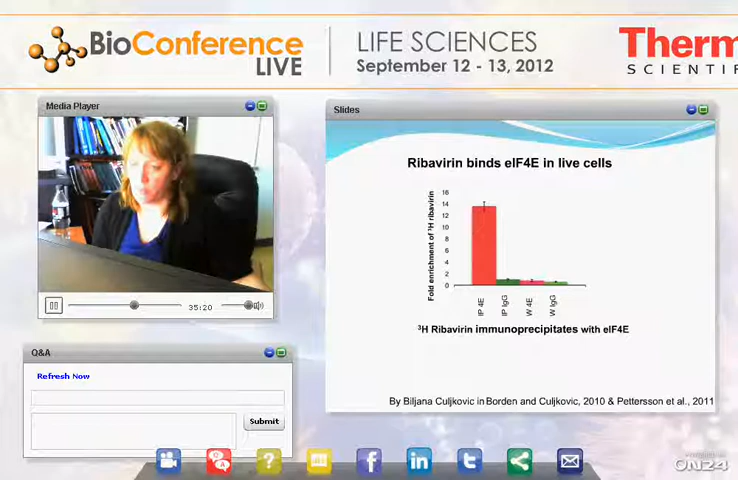 BioConference
LIVE
LIFE SCIENCES
September 12 - 13, 2012
Therm
SCIENTIF
Media Player
35:20
Slides
Ribavirin binds eIF4E in live cells
Fold enrichment of ³H ribavirin
16
14
12
10
8
6
4
2
0
IP 4E
IP IgG
W 4E
W IgG
³H Ribavirin immunoprecipitates with eIF4E
By Biljana Culjkovic in Borden and Culjkovic, 2010 & Pettersson et al., 2011
Q&A
Refresh Now
Submit
Q
A
?
f
in
ON24